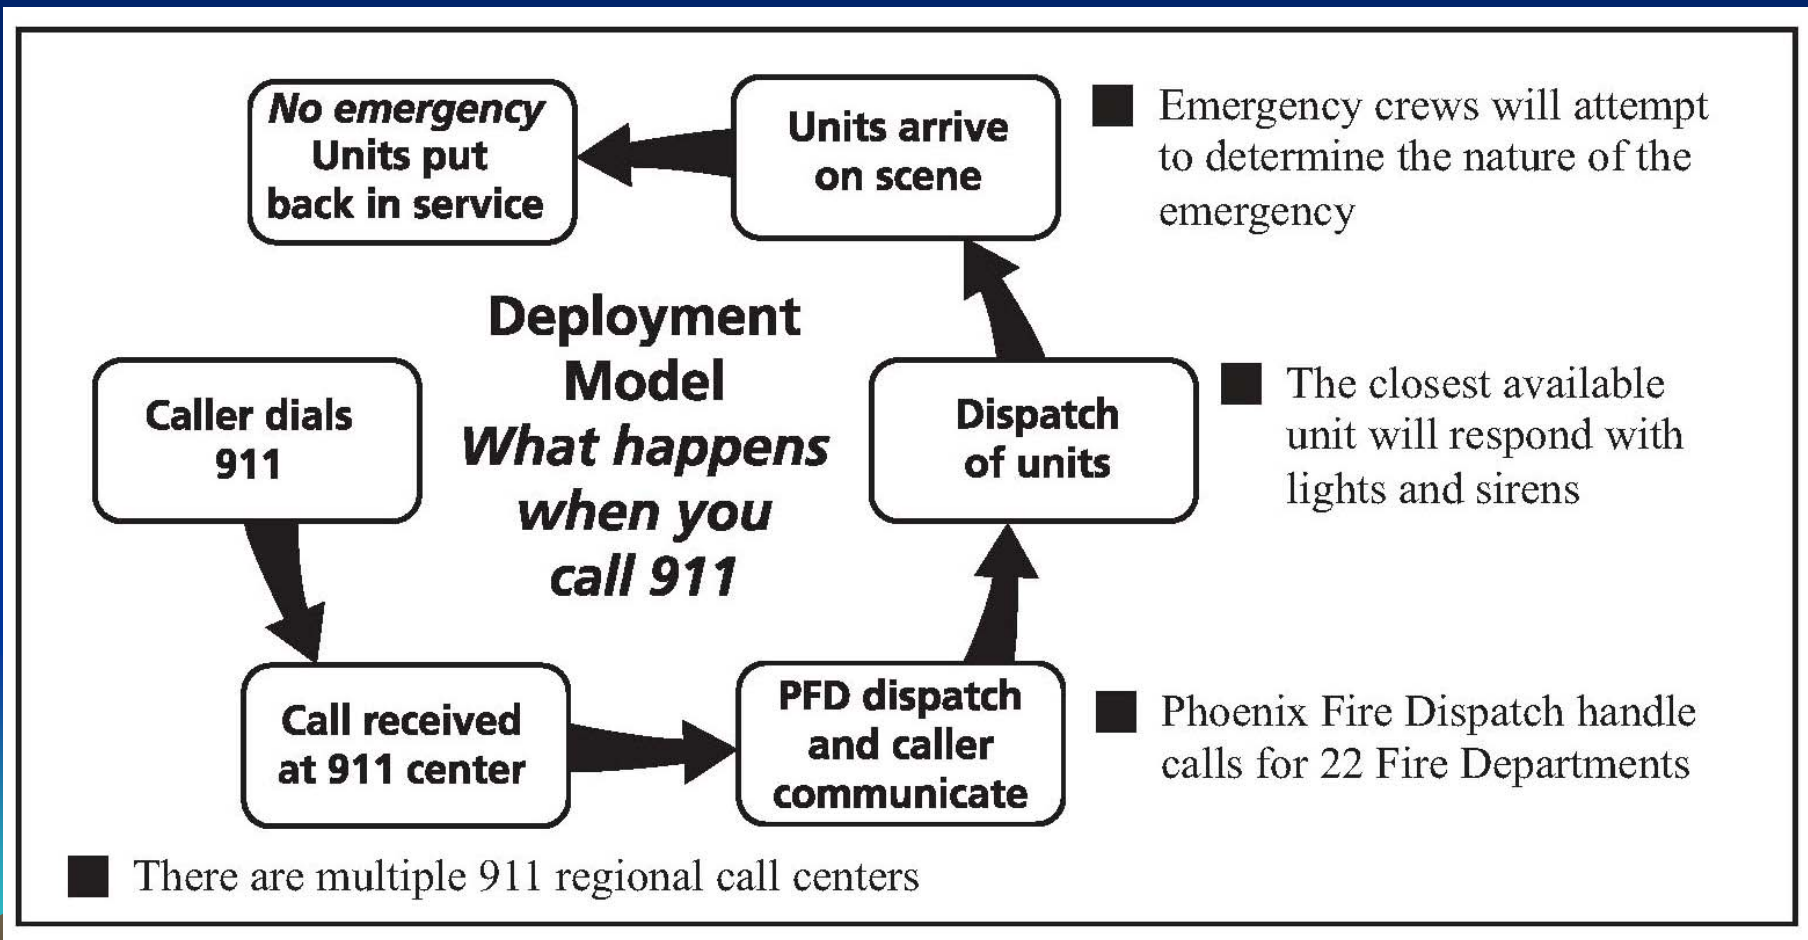 No emergency
Units put
back in service
Units arrive
on scene
■ Emergency crews will attempt
to determine the nature of the
emergency
Deployment
Model
What happens
when you
call 911
Caller dials
911
Dispatch
of units
■ The closest available
unit will respond with
lights and sirens
Call received
at 911 center
PFD dispatch
and caller
communicate
■ Phoenix Fire Dispatch handle
calls for 22 Fire Departments
■ There are multiple 911 regional call centers